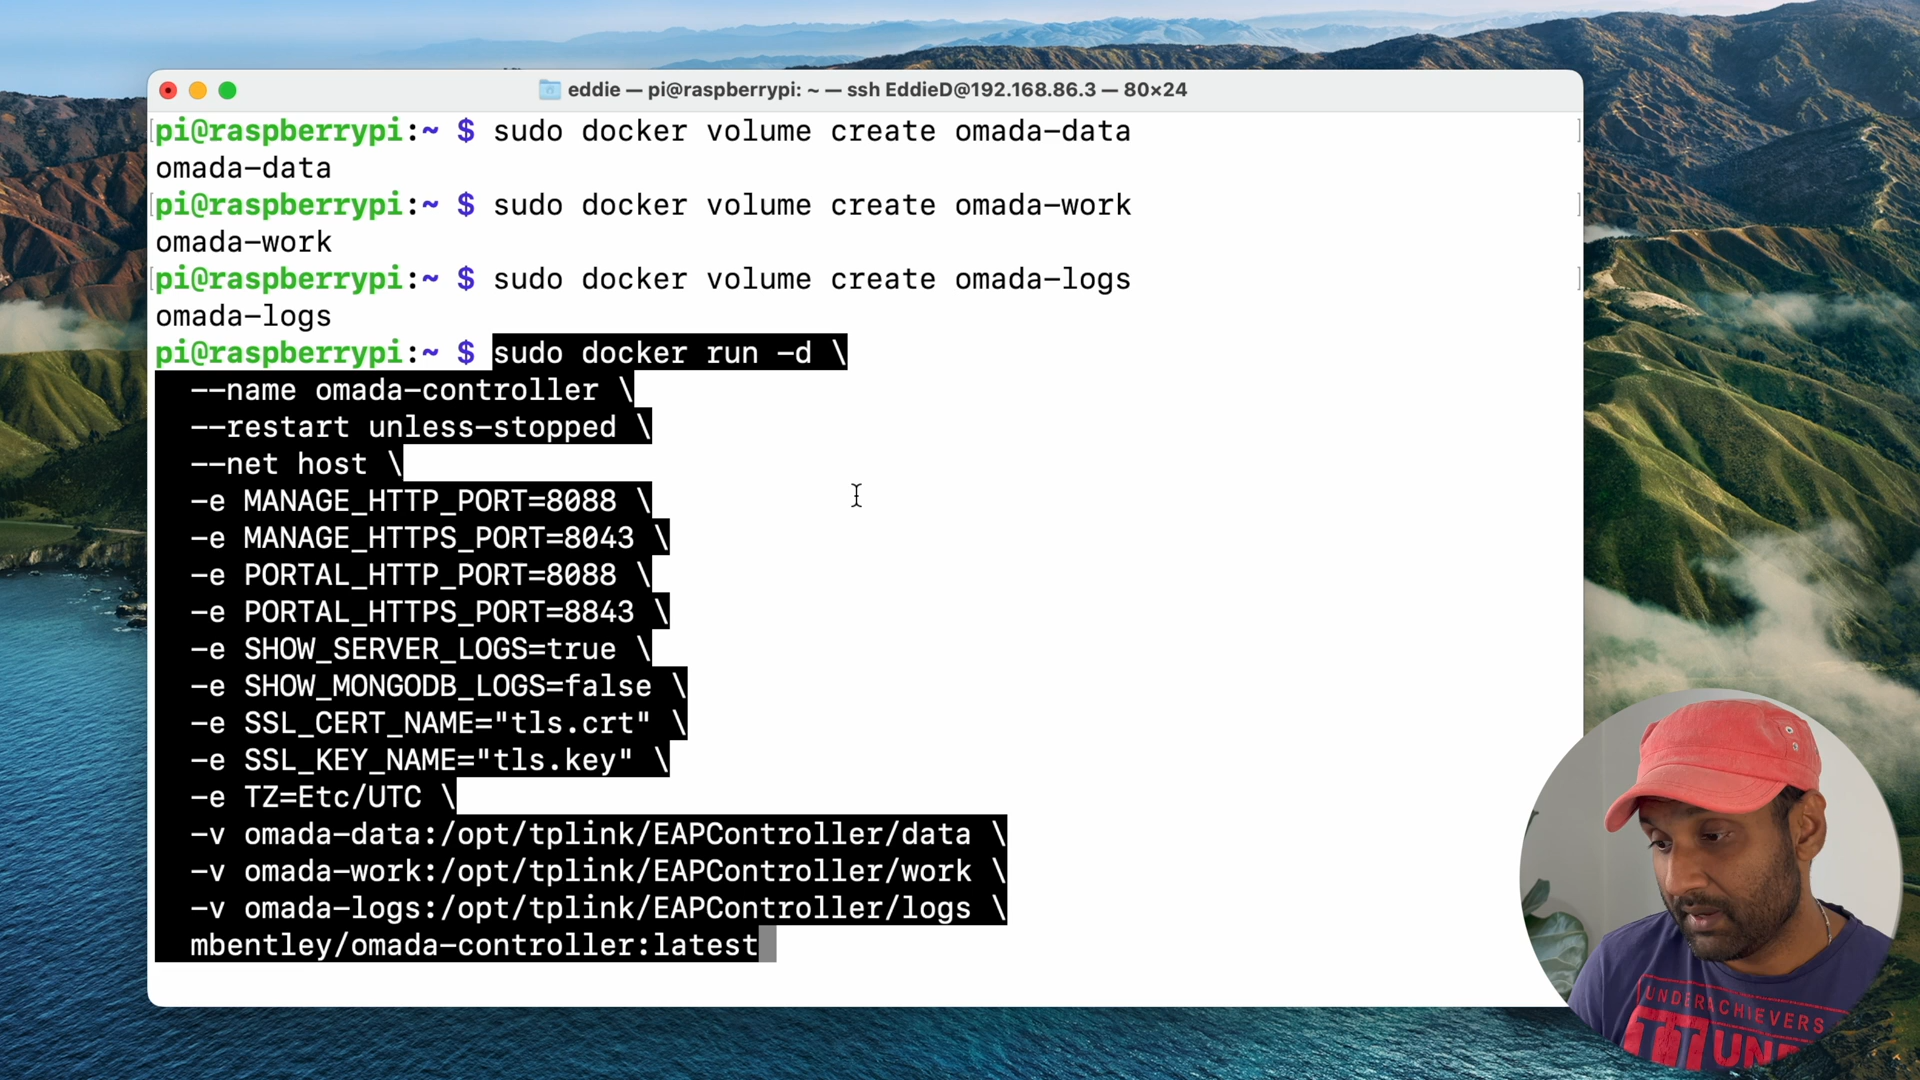 eddie — pi@raspberrypi: ~ — ssh EddieD@192.168.86.3 — 80×24
pi@raspberrypi:~ $ sudo docker volume create omada-data
omada-data
pi@raspberrypi:~ $ sudo docker volume create omada-work
omada-work
pi@raspberrypi:~ $ sudo docker volume create omada-logs
omada-logs
pi@raspberrypi:~ $ sudo docker run -d \
--name omada-controller \
--restart unless-stopped \
--net host \
-e MANAGE_HTTP_PORT=8088 \
-e MANAGE_HTTPS_PORT=8043 \
-e PORTAL_HTTP_PORT=8088 \
-e PORTAL_HTTPS_PORT=8843 \
-e SHOW_SERVER_LOGS=true \
-e SHOW_MONGODB_LOGS=false \
-e SSL_CERT_NAME="tls.crt" \
-e SSL_KEY_NAME="tls.key" \
-e TZ=Etc/UTC \
-v omada-data:/opt/tplink/EAPController/data \
-v omada-work:/opt/tplink/EAPController/work \
-v omada-logs:/opt/tplink/EAPController/logs \
mbentley/omada-controller:latest
UNDERACHIEVERS